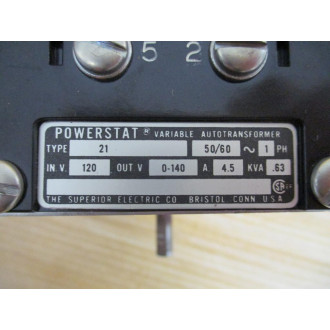 5 2
POWERSTAT ® VARIABLE AUTOTRANSFORMER
TYPE 21 50/60 ~ 1 PH
IN V. 120 OUT V 0-140 A 4.5 KVA .63
THE SUPERIOR ELECTRIC CO BRISTOL CONN U.S.A.